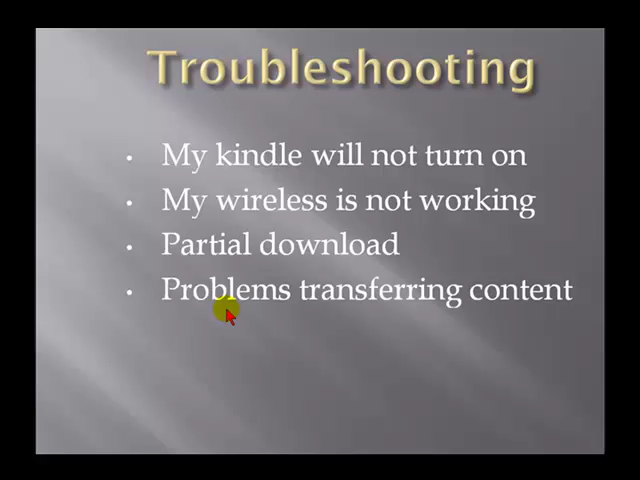 Troubleshooting
• My kindle will not turn on
• My wireless is not working
• Partial download
• Problems transferring content